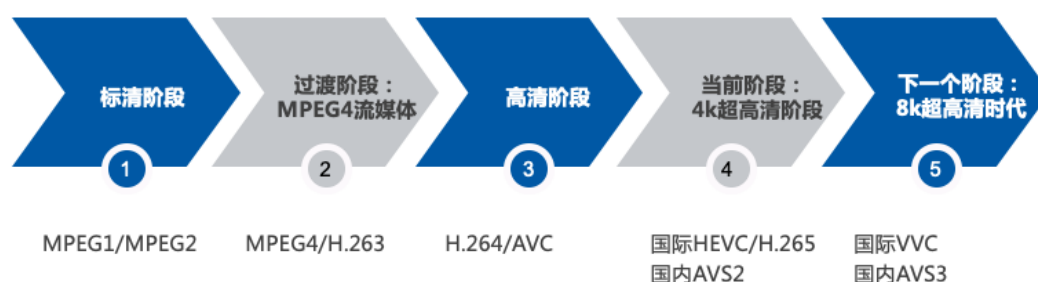 标清阶段
过渡阶段：
MPEG4流媒体
高清阶段
当前阶段：
4k超高清阶段
下一个阶段：
8k超高清时代
1
2
3
4
5
MPEG1/MPEG2
MPEG4/H.263
H.264/AVC
国际HEVC/H.265
国内AVS2
国际VVC
国内AVS3